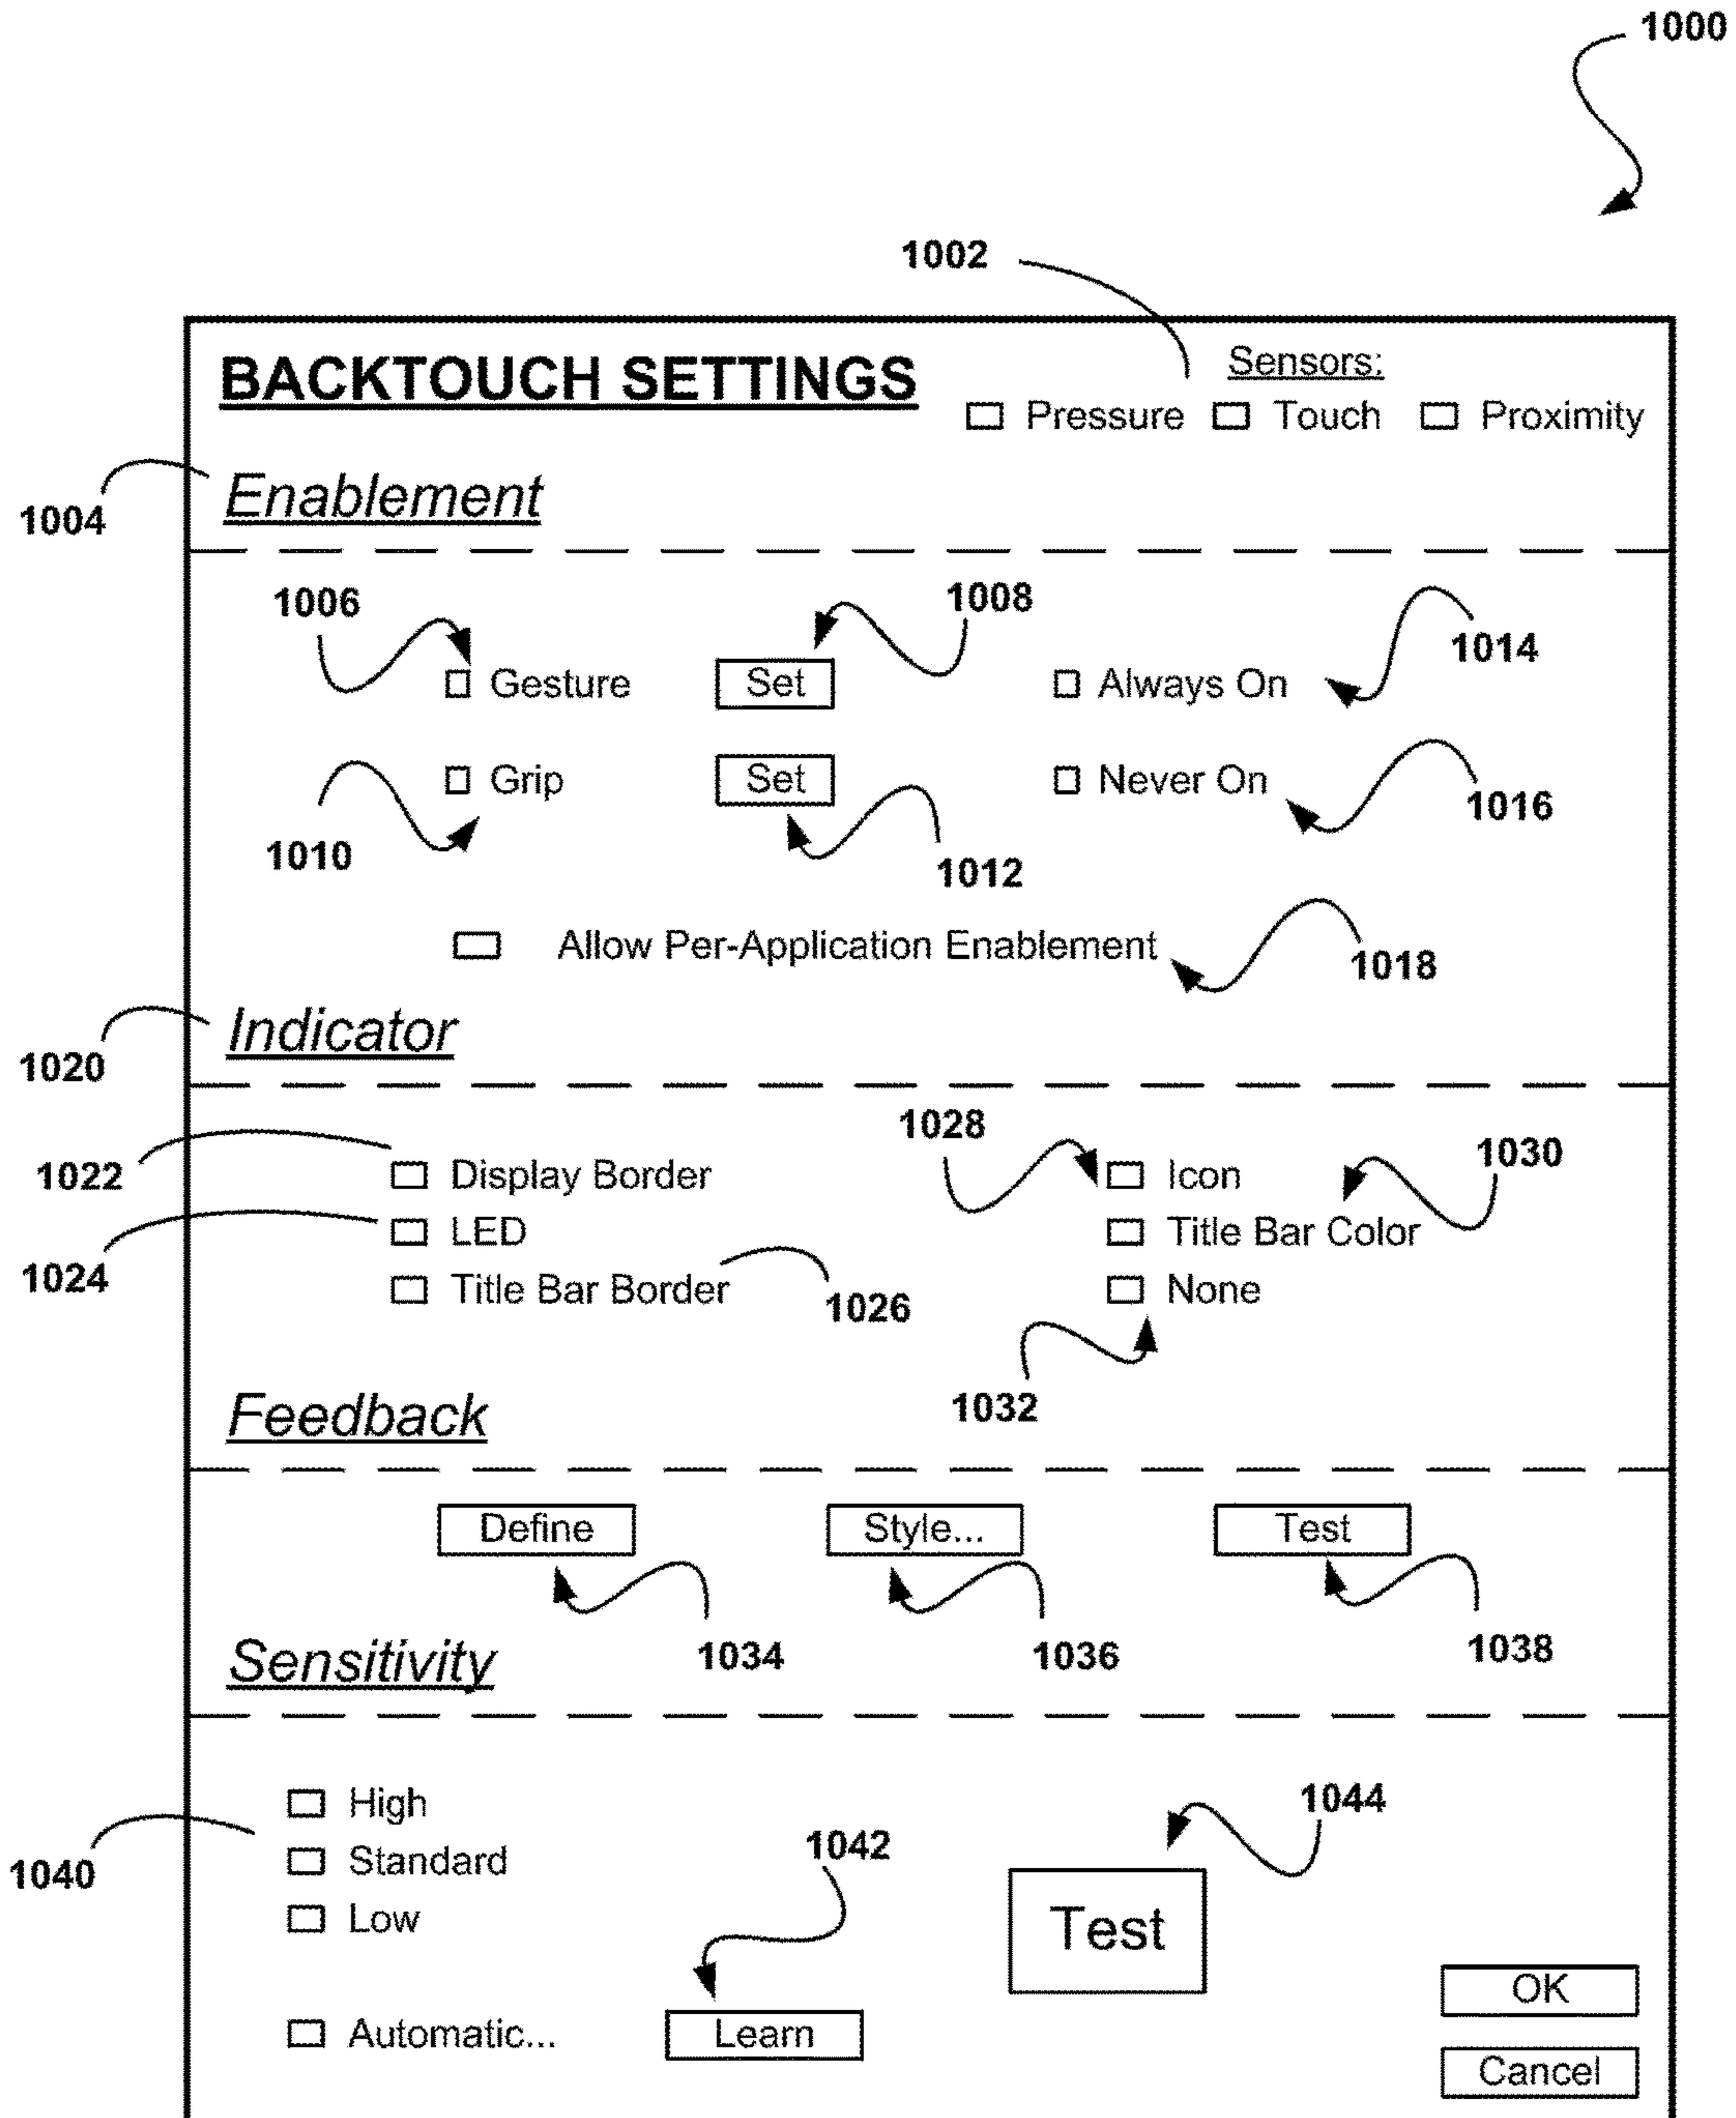 1000
1002
BACKTOUCH SETTINGS
Sensors:
Pressure Touch Proximity
1004
Enablement
1006 1008 1014
Gesture Set Always On
Grip Set Never On
1010 1012 1016
Allow Per-Application Enablement
1018
1020
Indicator
1022 1028 1030
Display Border Icon
LED Title Bar Color
1024
Title Bar Border None
1026
1032
Feedback
Define Style... Test
1034 1036 1038
Sensitivity
High
1044
Standard
1040 1042
Low
Test
OK
Automatic... Learn
Cancel